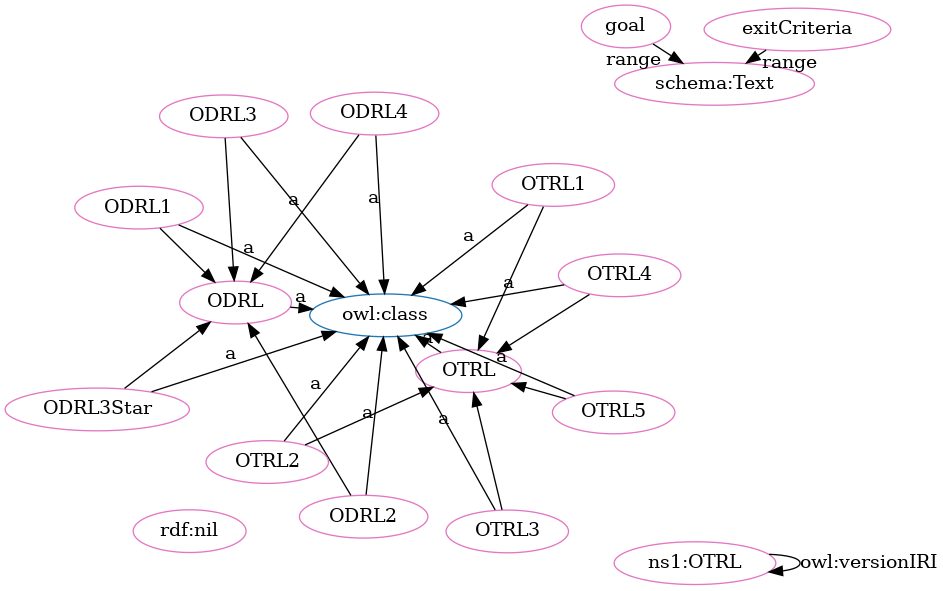 goal
exitCriteria
range
range
schema:Text
ODRL3
ODRL4
OTRL1
ODRL1
a
a
a
a
OTRL4
a
ODRL
a
owl:class
a
a
OTRL
a
a
ODRL3Star
a
a
OTRL5
OTRL2
ODRL2
OTRL3
rdf:nil
ns1:OTRL
owl:versionIRI